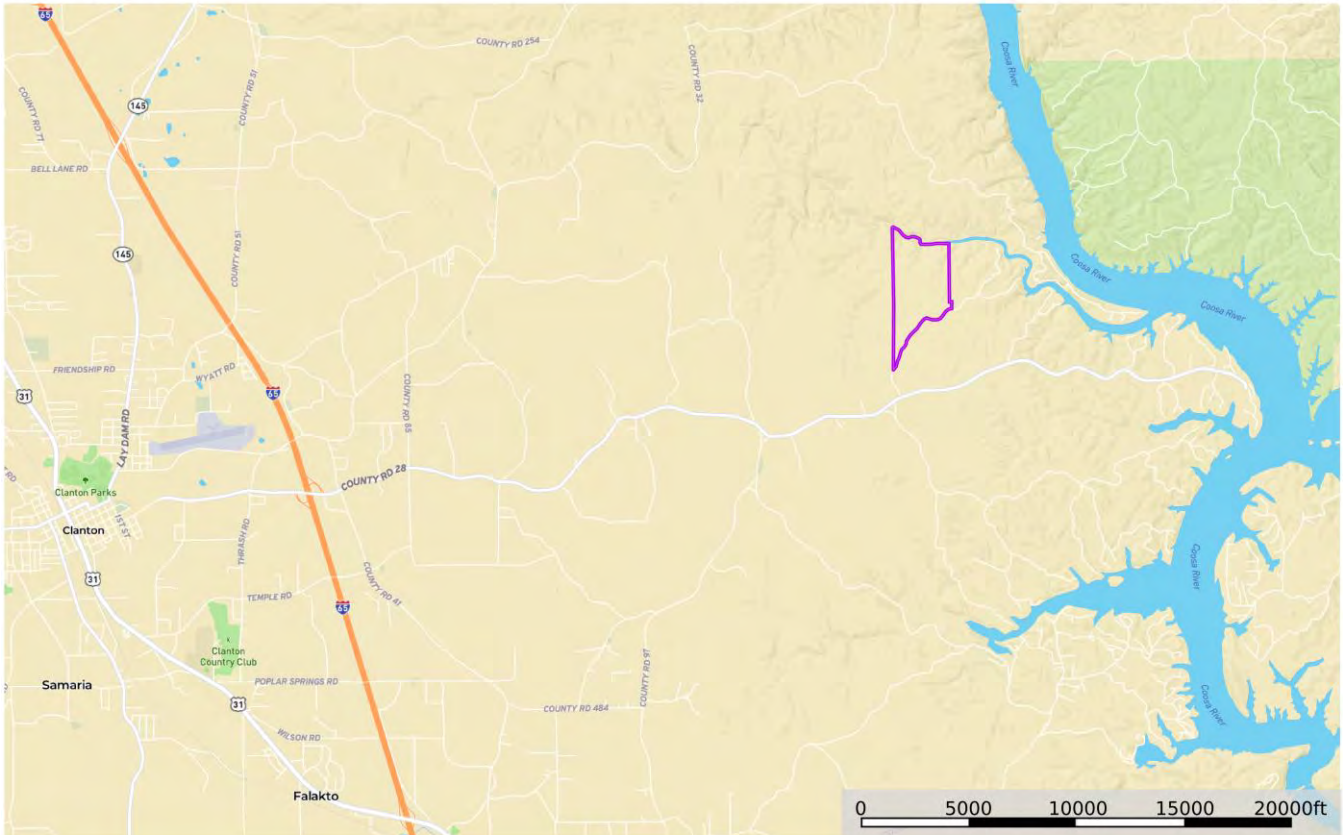 65
COUNTY RD 254
Coosa River
COUNTY RD 51
COUNTY RD 32
COUNTY RD 77
145
BELL LANE RD
145
COUNTY RD 51
Coosa River
Coosa River
FRIENDSHIP RD
WYATT RD
31
65
COUNTY RD 55
LAY DAM RD
COUNTY RD 28
Clanton Parks
1ST ST
Clanton
THRASH RD
Coosa River
31
COUNTY RD 41
TEMPLE RD
65
Clanton
Country Club
COUNTY RD 97
Samaria
POPLAR SPRINGS RD
31
COUNTY RD 484
Coosa River
WILSON RD
Falakto
0 5000 10000 15000 20000ft